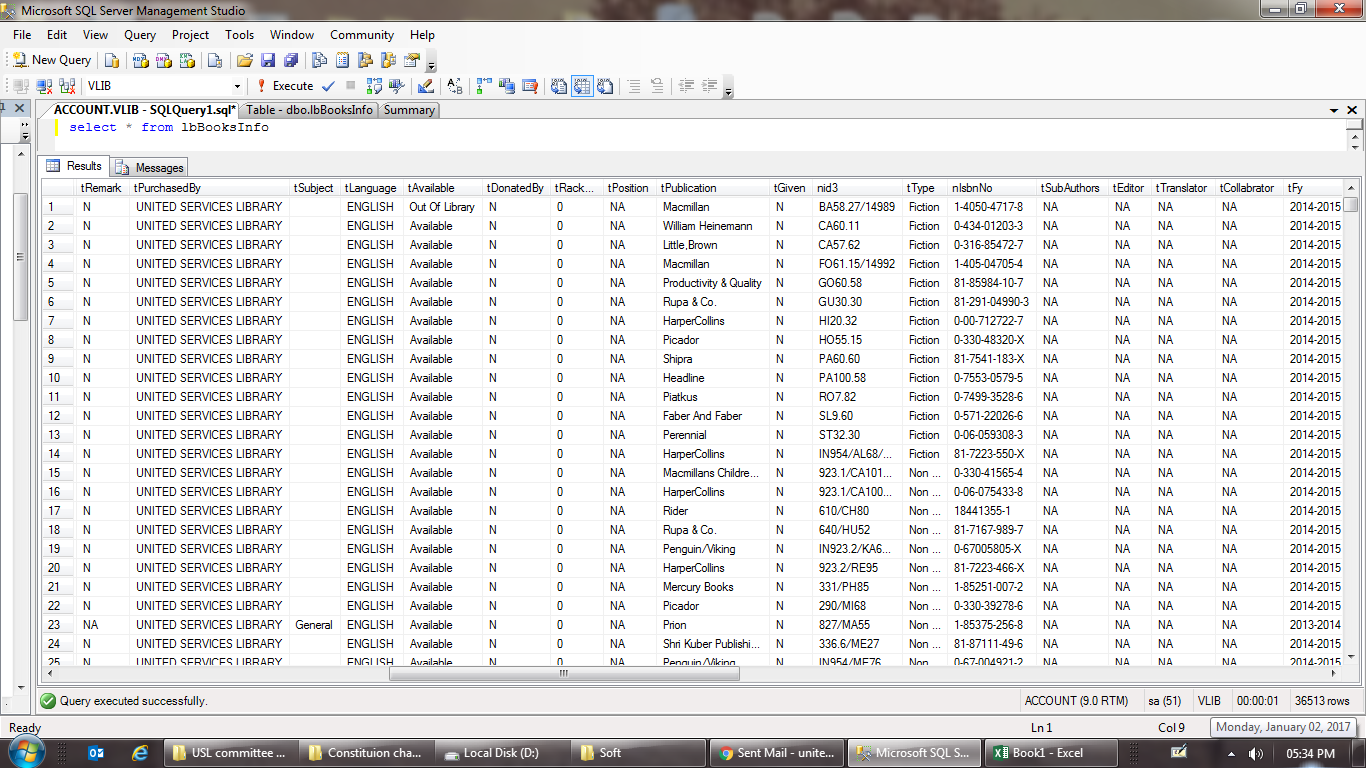 Microsoft SQL Server Management Studio
File Edit View Query Project Tools Window Community Help
New Query
VLIB Execute
ACCOUNT.VLIB - SQLQuery1.sql* Table - dbo.lbBooksInfo Summary
select * from lbBooksInfo
Results Messages
tRemark tPurchasedBy tSubject tLanguage tAvailable tDonatedBy tRack... tPosition tPublication tGiven nid3 tType nIsbnNo tSubAuthors tEditor tTranslator tCollabrator tFy
1 N UNITED SERVICES LIBRARY ENGLISH Out Of Library N 0 NA Macmillan N BA58.27/14989 Fiction 1-4050-4717-8 NA NA NA NA 2014-2015
2 N UNITED SERVICES LIBRARY ENGLISH Available N 0 NA William Heinemann N CA60.11 Fiction 0-434-01203-3 NA NA NA NA 2014-2015
3 N UNITED SERVICES LIBRARY ENGLISH Available N 0 NA Little,Brown N CA57.62 Fiction 0-316-85472-7 NA NA NA NA 2014-2015
4 N UNITED SERVICES LIBRARY ENGLISH Available N 0 NA Macmillan N FO61.15/14992 Fiction 1-405-04705-4 NA NA NA NA 2014-2015
5 N UNITED SERVICES LIBRARY ENGLISH Available N 0 NA Productivity & Quality N GO60.58 Fiction 81-85984-10-7 NA NA NA NA 2014-2015
6 N UNITED SERVICES LIBRARY ENGLISH Available N 0 NA Rupa & Co. N GU30.30 Fiction 81-291-04990-3 NA NA NA NA 2014-2015
7 N UNITED SERVICES LIBRARY ENGLISH Available N 0 NA HarperCollins N HI20.32 Fiction 0-00-712722-7 NA NA NA NA 2014-2015
8 N UNITED SERVICES LIBRARY ENGLISH Available N 0 NA Picador N HO55.15 Fiction 0-330-48320-X NA NA NA NA 2014-2015
9 N UNITED SERVICES LIBRARY ENGLISH Available N 0 NA Shipra N PA60.60 Fiction 81-7541-183-X NA NA NA NA 2014-2015
10 N UNITED SERVICES LIBRARY ENGLISH Available N 0 NA Headline N PA100.58 Fiction 0-7553-0579-5 NA NA NA NA 2014-2015
11 N UNITED SERVICES LIBRARY ENGLISH Available N 0 NA Piatkus N RO7.82 Fiction 0-7499-3528-6 NA NA NA NA 2014-2015
12 N UNITED SERVICES LIBRARY ENGLISH Available N 0 NA Faber And Faber N SL9.60 Fiction 0-571-22026-6 NA NA NA NA 2014-2015
13 N UNITED SERVICES LIBRARY ENGLISH Available N 0 NA Perennial N ST32.30 Fiction 0-06-059308-3 NA NA NA NA 2014-2015
14 N UNITED SERVICES LIBRARY ENGLISH Available N 0 NA HarperCollins N IN954/AL68/... Fiction 81-7223-550-X NA NA NA NA 2014-2015
15 N UNITED SERVICES LIBRARY ENGLISH Available N 0 NA Macmillans Childre... N 923.1/CA101... Non ... 0-330-41565-4 NA NA NA NA 2014-2015
16 N UNITED SERVICES LIBRARY ENGLISH Available N 0 NA HarperCollins N 923.1/CA100... Non ... 0-06-075433-8 NA NA NA NA 2014-2015
17 N UNITED SERVICES LIBRARY ENGLISH Available N 0 NA Rider N 610/CH80 Non ... 18441355-1 NA NA NA NA 2014-2015
18 N UNITED SERVICES LIBRARY ENGLISH Available N 0 NA Rupa & Co. N 640/HU52 Non ... 81-7167-989-7 NA NA NA NA 2014-2015
19 N UNITED SERVICES LIBRARY ENGLISH Available N 0 NA Penguin/Viking N IN923.2/KA6... Non ... 0-67005805-X NA NA NA NA 2014-2015
20 N UNITED SERVICES LIBRARY ENGLISH Available N 0 NA HarperCollins N 923.2/RE95 Non ... 81-7223-466-X NA NA NA NA 2014-2015
21 N UNITED SERVICES LIBRARY ENGLISH Available N 0 NA Mercury Books N 331/PH85 Non ... 1-85251-007-2 NA NA NA NA 2014-2015
22 N UNITED SERVICES LIBRARY ENGLISH Available N 0 NA Picador N 290/MI68 Non ... 0-330-39278-6 NA NA NA NA 2014-2015
23 NA UNITED SERVICES LIBRARY General ENGLISH Available N 0 NA Prion N 827/MA55 Non ... 1-85375-256-8 NA NA NA NA 2013-2014
24 N UNITED SERVICES LIBRARY ENGLISH Available N 0 NA Shri Kuber Publishi... N 336.6/ME27 Non ... 81-87111-49-6 NA NA NA NA 2014-2015
25 N UNITED SERVICES LIBRARY ENGLISH Available N 0 NA Penguin/Viking N IN954/ME76 Non 0-67-004921-2 NA NA NA NA 2014-2015
Query executed successfully. ACCOUNT (9.0 RTM) sa (51) VLIB 00:00:01 36513 rows
Ready Ln 1 Col 9 Monday, January 02, 2017
USL committee ... Constituion cha... Local Disk (D:) Soft Sent Mail - unite... Microsoft SQL S... Book1 - Excel 05:34 PM